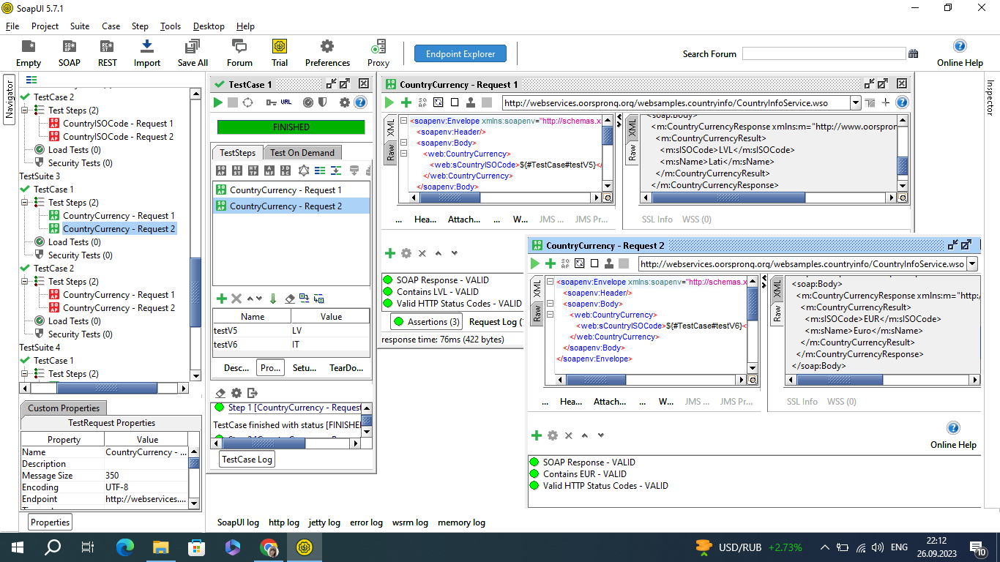 SoapUI 5.7.1
File Project Suite Case Step Tools Desktop Help
Empty SOAP REST Import Save All Forum Trial Preferences Proxy Endpoint Explorer Search Forum Online Help
Navigator
TestCase 2
Test Steps (2)
CountryISOCode - Request 1
CountryISOCode - Request 2
Load Tests (0)
Security Tests (0)
TestSuite 3
TestCase 1
Test Steps (2)
CountryCurrency - Request 1
CountryCurrency - Request 2
Load Tests (0)
Security Tests (0)
TestCase 2
Test Steps (2)
CountryCurrency - Request 1
CountryCurrency - Request 2
Load Tests (0)
Security Tests (0)
TestSuite 4
TestCase 1
Test Steps (2)
Custom Properties
TestRequest Properties
Property Value
Name CountryCurrency - ...
Description
Message Size 350
Encoding UTF-8
Endpoint http://webservices....
Properties
TestCase 1
URL
FINISHED
TestSteps Test On Demand
CountryCurrency - Request 1
CountryCurrency - Request 2
Name Value
testV5 LV
testV6 IT
Desc... Pro... Setu... TearDo...
Step 1 [CountryCurrency - Request
TestCase finished with status [FINISHE
TestCase Log
CountryCurrency - Request 1
http://webservices.oorsprong.org/websamples.countryinfo/CountryInfoService.wso
XML
Raw
<soapenv:Envelope xmlns:soapenv="http://schemas.x
<soapenv:Header/>
<soapenv:Body>
<web:CountryCurrency>
<web:sCountryISOCode>${#TestCase#testV5}</
</web:CountryCurrency>
</soapenv:Body>
XML
Raw
<soap:Body>
<m:CountryCurrencyResponse xmlns:m="http://www.oorspron
<m:CountryCurrencyResult>
<m:sISOCode>LVL</m:sISOCode>
<m:sName>Lati</m:sName>
</m:CountryCurrencyResult>
</m:CountryCurrencyResponse>
... Hea... Attach... ... W... JMS ... JMS Pr...
SSL Info WSS (0)
SOAP Response - VALID
Contains LVL - VALID
Valid HTTP Status Codes - VALID
Assertions (3) Request Log (
response time: 76ms (422 bytes)
CountryCurrency - Request 2
http://webservices.oorsprong.org/websamples.countryinfo/CountryInfoService.wso
XML
Raw
<soapenv:Envelope xmlns:soapenv="http://schemas.x
<soapenv:Header/>
<soapenv:Body>
<web:CountryCurrency>
<web:sCountryISOCode>${#TestCase#testV6}<
</web:CountryCurrency>
</soapenv:Body>
</soapenv:Envelope>
XML
Raw
<soap:Body>
<m:CountryCurrencyResponse xmlns:m="http:/
<m:CountryCurrencyResult>
<m:sISOCode>EUR</m:sISOCode>
<m:sName>Euro</m:sName>
</m:CountryCurrencyResult>
</m:CountryCurrencyResponse>
</soap:Body>
... Hea... Attach... ... W... JMS ... JMS Pr...
SSL Info WSS (0)
Online Help
SOAP Response - VALID
Contains EUR - VALID
Valid HTTP Status Codes - VALID
Inspector
SoapUI log http log jetty log error log wsrm log memory log
USD/RUB +2.73% ENG
22:12
26.09.2023
10